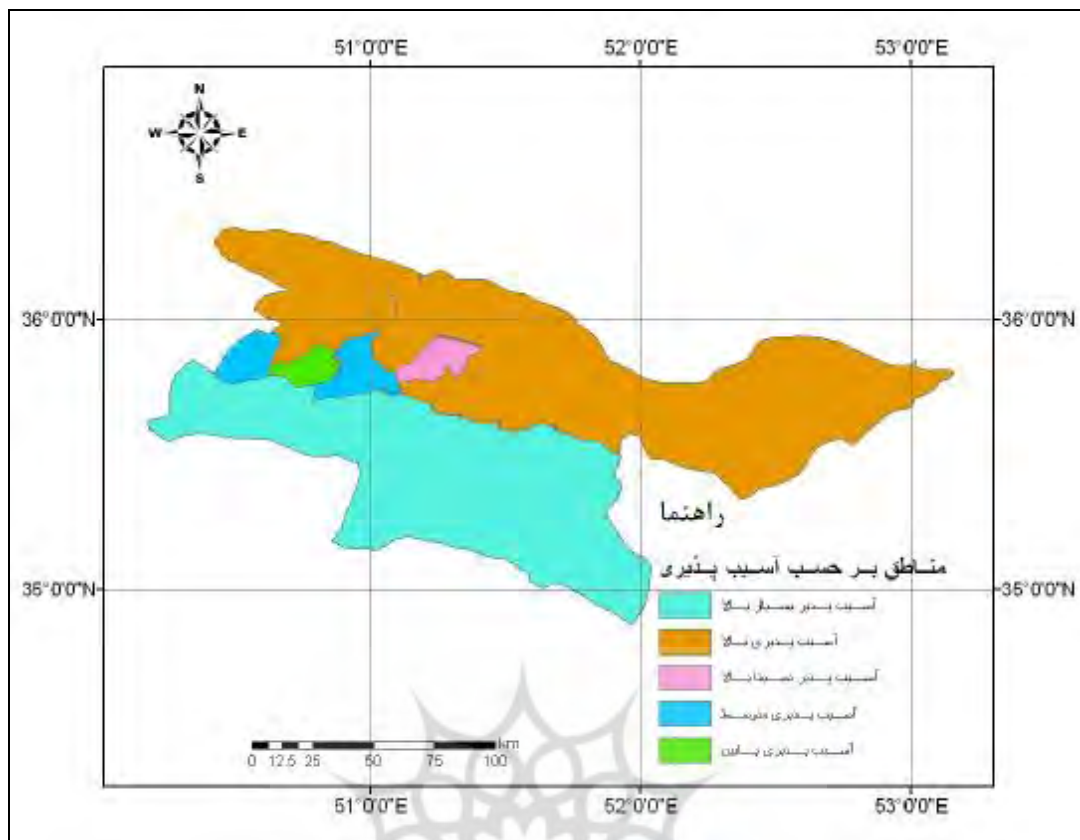 51°0'0"E 52°0'0"E 53°0'0"E
N
W E
S
36°0'0"N 36°0'0"N
راهنما
مناطق بر حسب آسیب پذیری
35°0'0"N 35°0'0"N
آسیب پذیر بسیار بالا
آسیب پذیری بالا
آسیب پذیر نسبتا بالا
آسیب پذیری متوسط
آسیب پذیری پایین
km
0 12.5 25 50 75 100
51°0'0"E 52°0'0"E 53°0'0"E